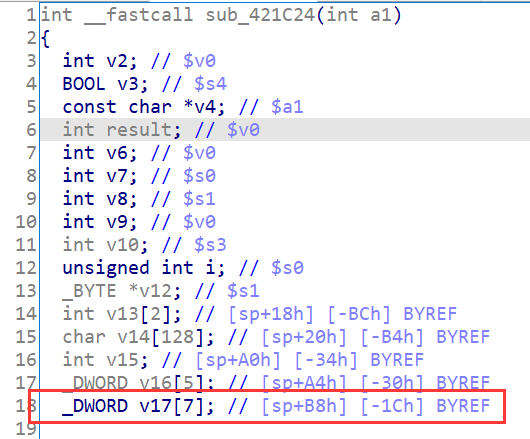 1 int __fastcall sub_421C24(int a1)
2 {
3 int v2; // $v0
4 BOOL v3; // $s4
5 const char *v4; // $a1
6 int result; // $v0
7 int v6; // $v0
8 int v7; // $s0
9 int v8; // $s1
10 int v9; // $v0
11 int v10; // $s3
12 unsigned int i; // $s0
13 _BYTE *v12; // $s1
14 int v13[2]; // [sp+18h] [-BCh] BYREF
15 char v14[128]; // [sp+20h] [-B4h] BYREF
16 int v15; // [sp+A0h] [-34h] BYREF
17 _DWORD v16[5]; // [sp+A4h] [-30h] BYREF
18 _DWORD v17[7]; // [sp+B8h] [-1Ch] BYREF
19